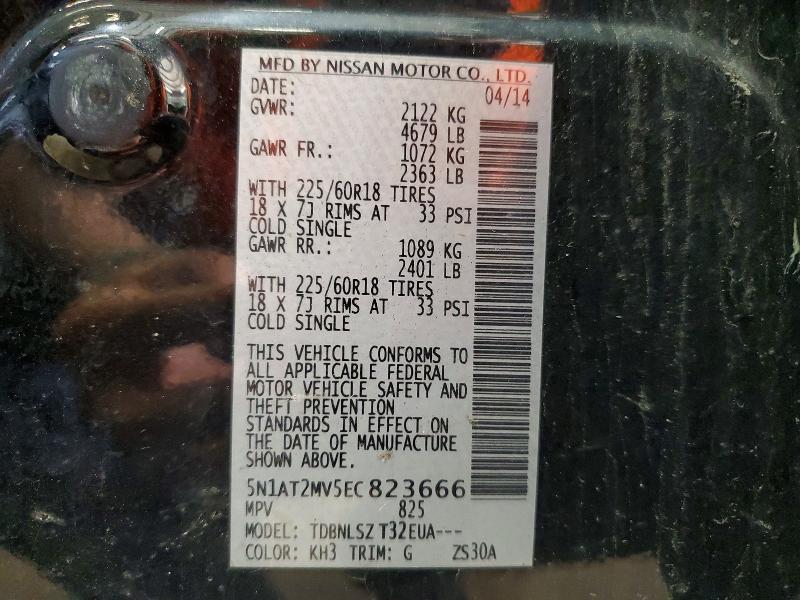 MFD BY NISSAN MOTOR CO., LTD.
DATE: 04/14
GVWR: 2122 KG
4679 LB
GAWR FR.: 1072 KG
2363 LB
WITH 225/60R18 TIRES
18 X 7J RIMS AT 33 PSI
COLD SINGLE
GAWR RR.: 1089 KG
2401 LB
WITH 225/60R18 TIRES
18 X 7J RIMS AT 33 PSI
COLD SINGLE
THIS VEHICLE CONFORMS TO
ALL APPLICABLE FEDERAL
MOTOR VEHICLE SAFETY AND
THEFT PREVENTION
STANDARDS IN EFFECT ON
THE DATE OF MANUFACTURE
SHOWN ABOVE.
5N1AT2MV5EC823666
MPV 825
MODEL: TDBNLSZ T32EUA---
COLOR: KH3 TRIM: G ZS30A